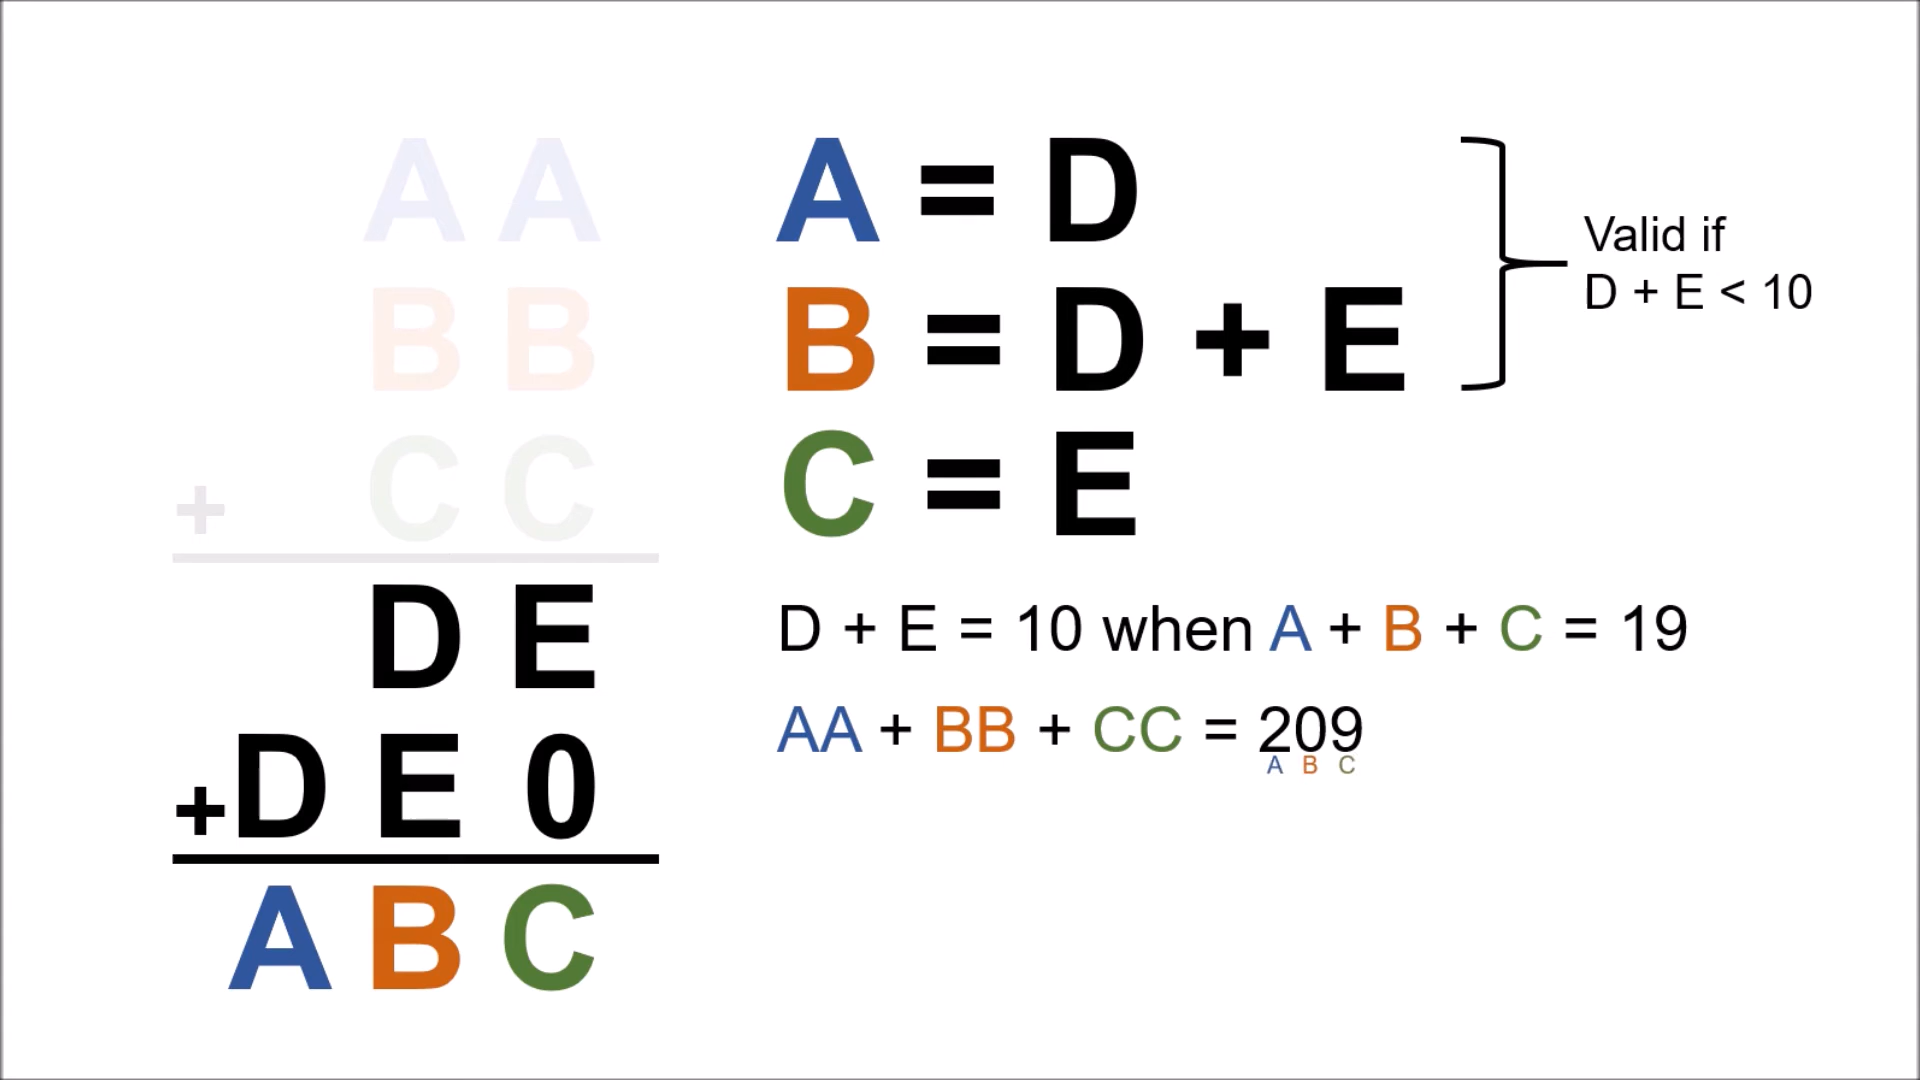 A A
B B
+ C C
D E
+ D E 0
A B C
A = D
B = D + E
C = E
Valid if
D + E < 10
D + E = 10 when A + B + C = 19
AA + BB + CC = 209
A B C